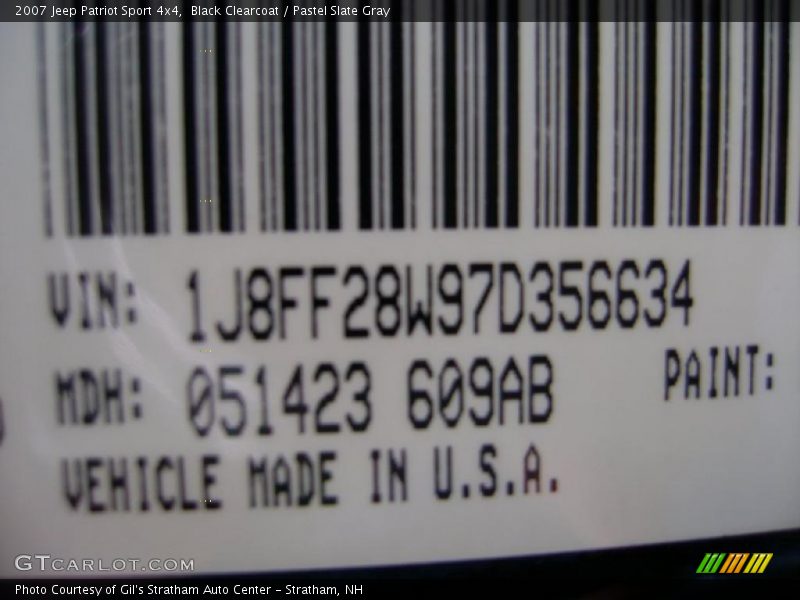 2007 Jeep Patriot Sport 4x4, Black Clearcoat / Pastel Slate Gray
VIN: 1J8FF28W97D356634
MDH: 051423 609AB PAINT:
VEHICLE MADE IN U.S.A.
GTCARLOT.COM
Photo Courtesy of Gil's Stratham Auto Center - Stratham, NH